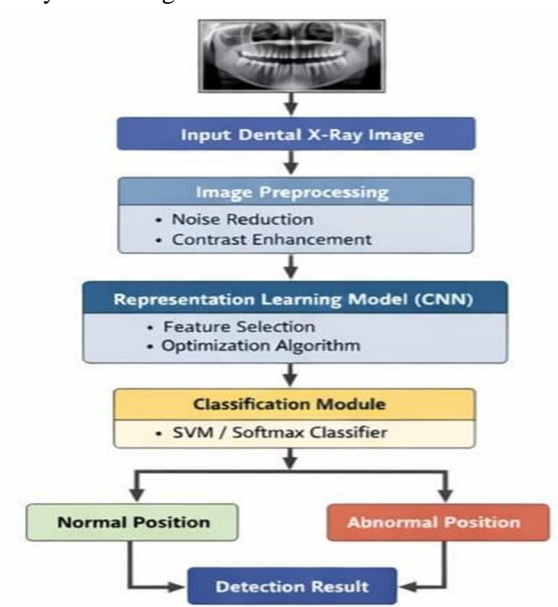 Input Dental X-Ray Image
Image Preprocessing
• Noise Reduction
• Contrast Enhancement
Representation Learning Model (CNN)
• Feature Selection
• Optimization Algorithm
Classification Module
• SVM / Softmax Classifier
Normal Position
Abnormal Position
Detection Result